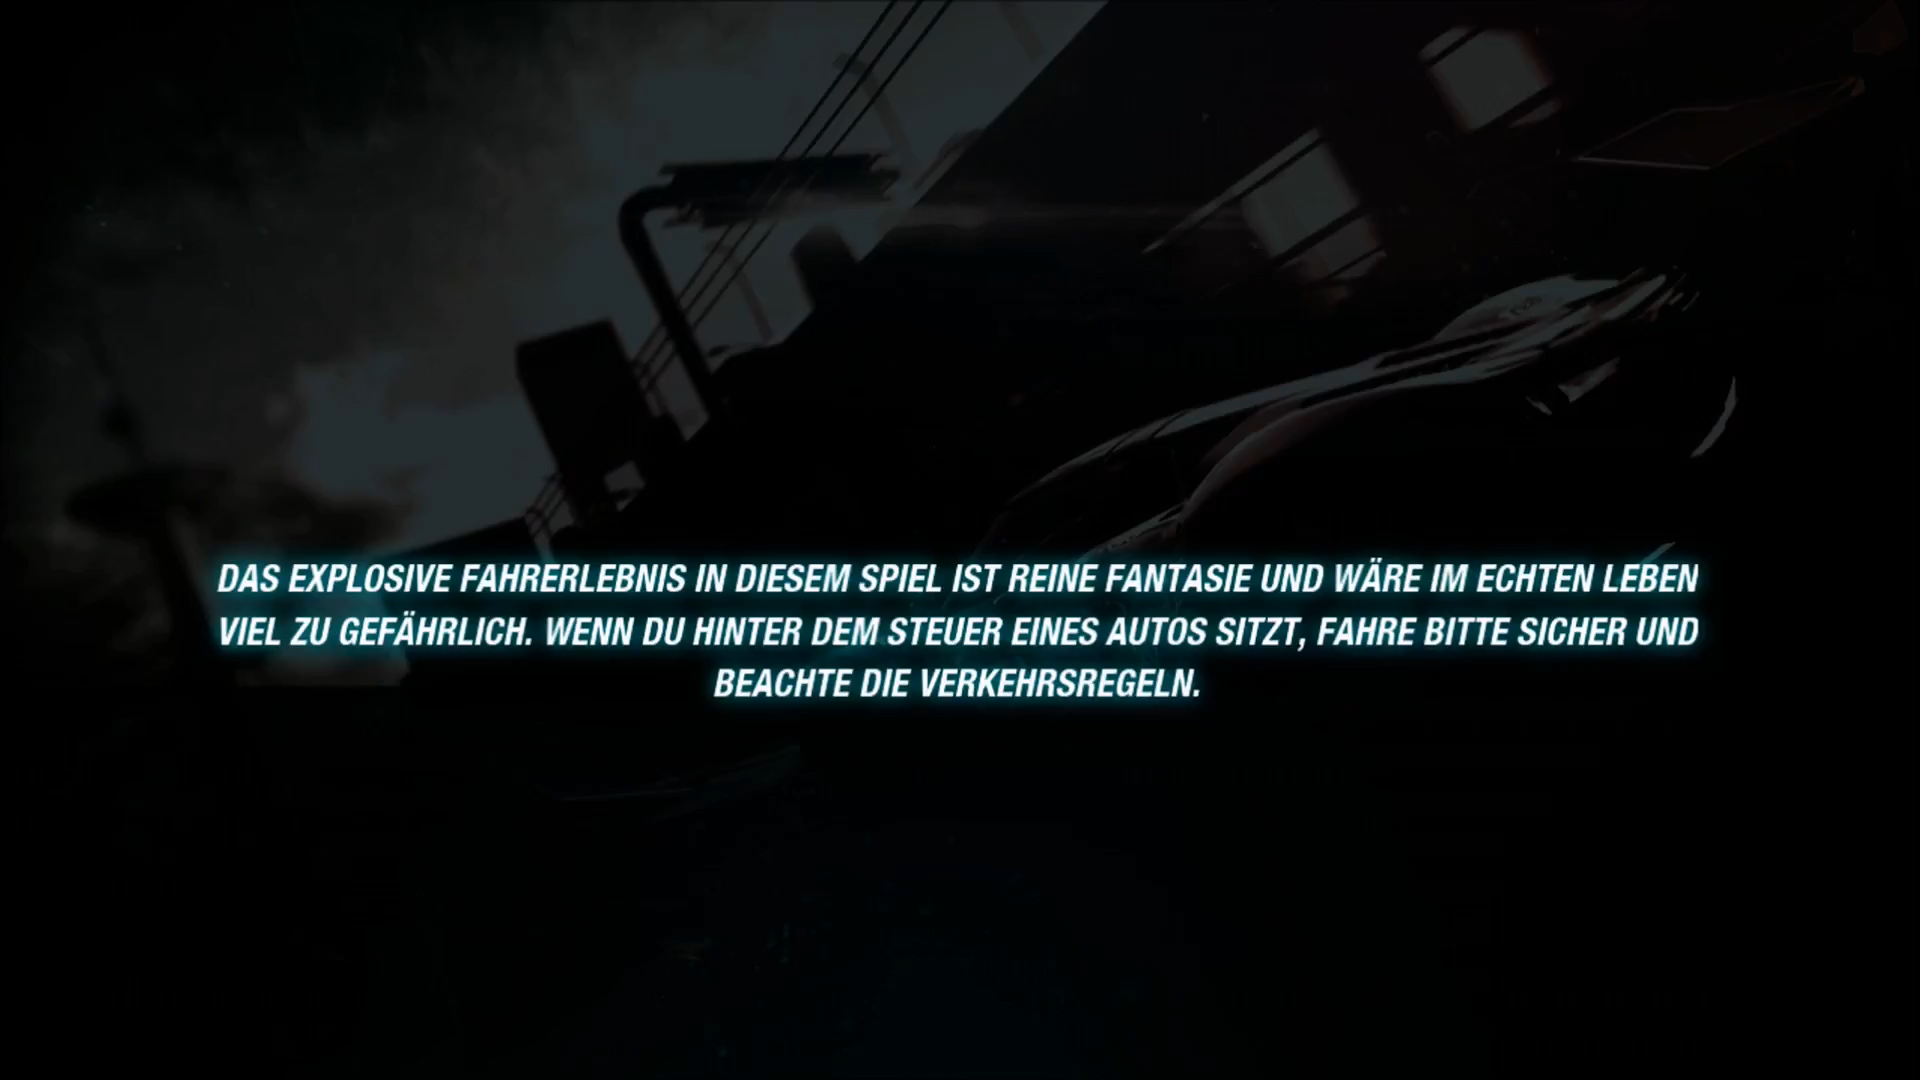 DAS EXPLOSIVE FAHRERLEBNIS IN DIESEM SPIEL IST REINE FANTASIE UND WÄRE IM ECHTEN LEBEN
VIEL ZU GEFÄHRLICH. WENN DU HINTER DEM STEUER EINES AUTOS SITZT, FAHRE BITTE SICHER UND
BEACHTE DIE VERKEHRSREGELN.